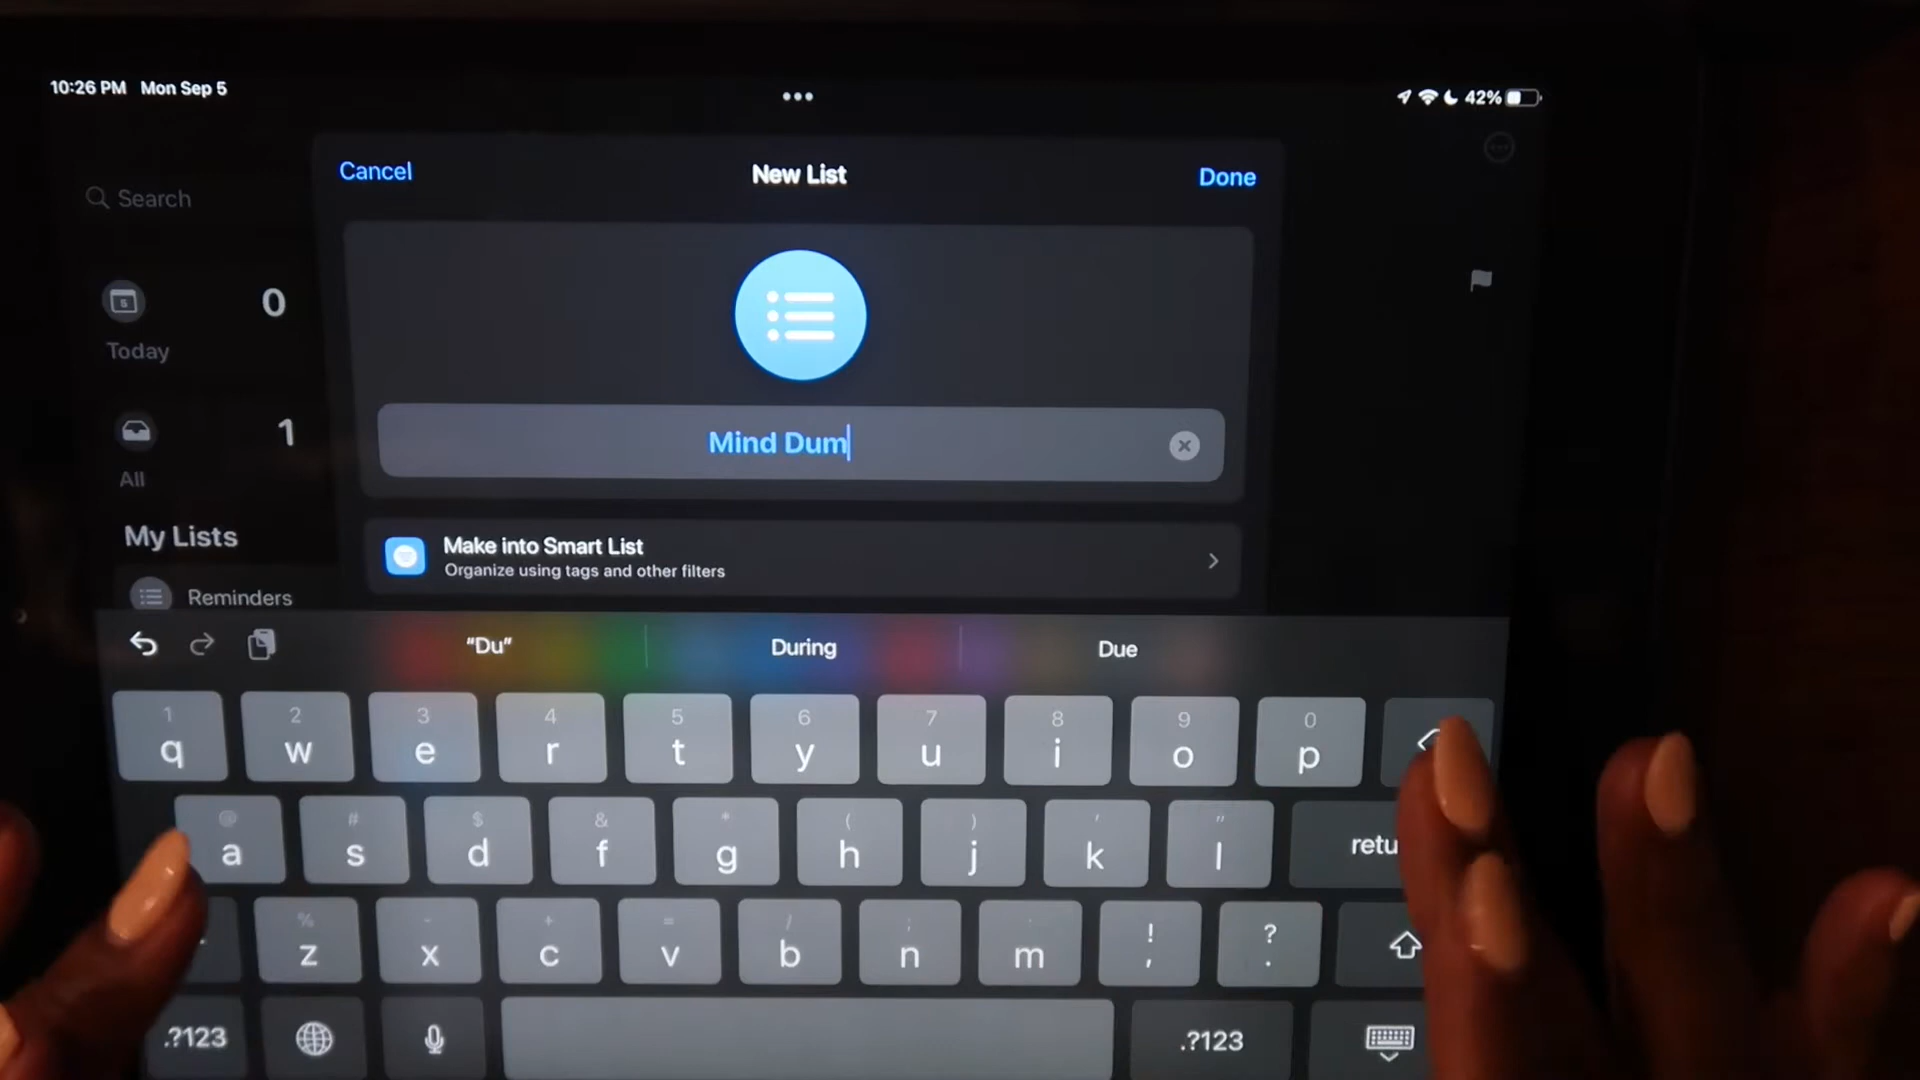 10:26 PM Mon Sep 5
42%
Cancel
New List
Done
Search
5
0
Today
1
All
Mind Dum
My Lists
Make into Smart List
Organize using tags and other filters
Reminders
"Du"
During
Due
1 2 3 4 5 6 7 8 9 0
q w e r t y u i o p
@ # $ & * ( ) ' "
a s d f g h j k l
retu
% - + = / ; !  ?
z x c v b n m , .
.?123
.?123